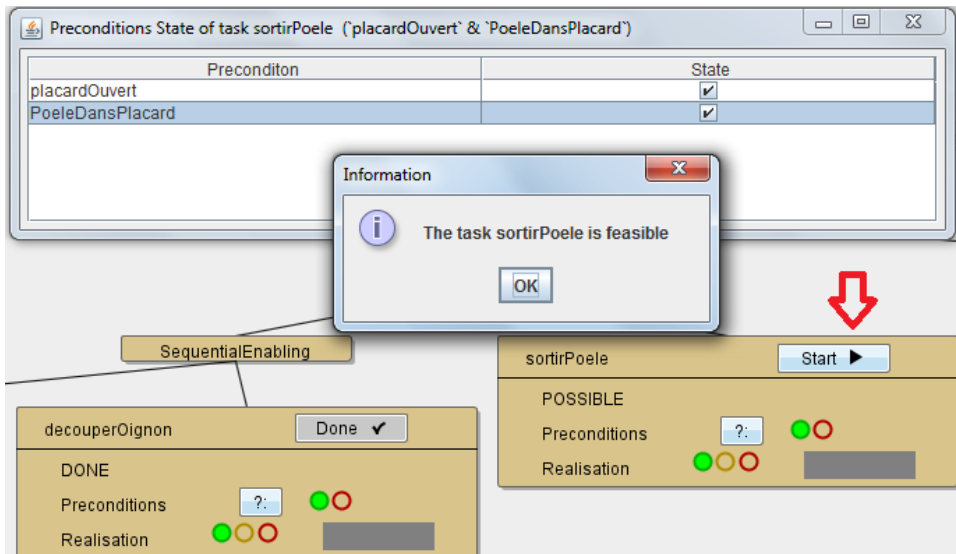 Preconditions State of task sortirPoele (`placardOuvert` & `PoeleDansPlacard`)
Preconditon State
placardOuvert
PoeleDansPlacard
Information
The task sortirPoele is feasible
OK
SequentialEnabling
sortirPoele Start
POSSIBLE
Preconditions ?:
Realisation
decouperOignon Done
DONE
Preconditions ?:
Realisation